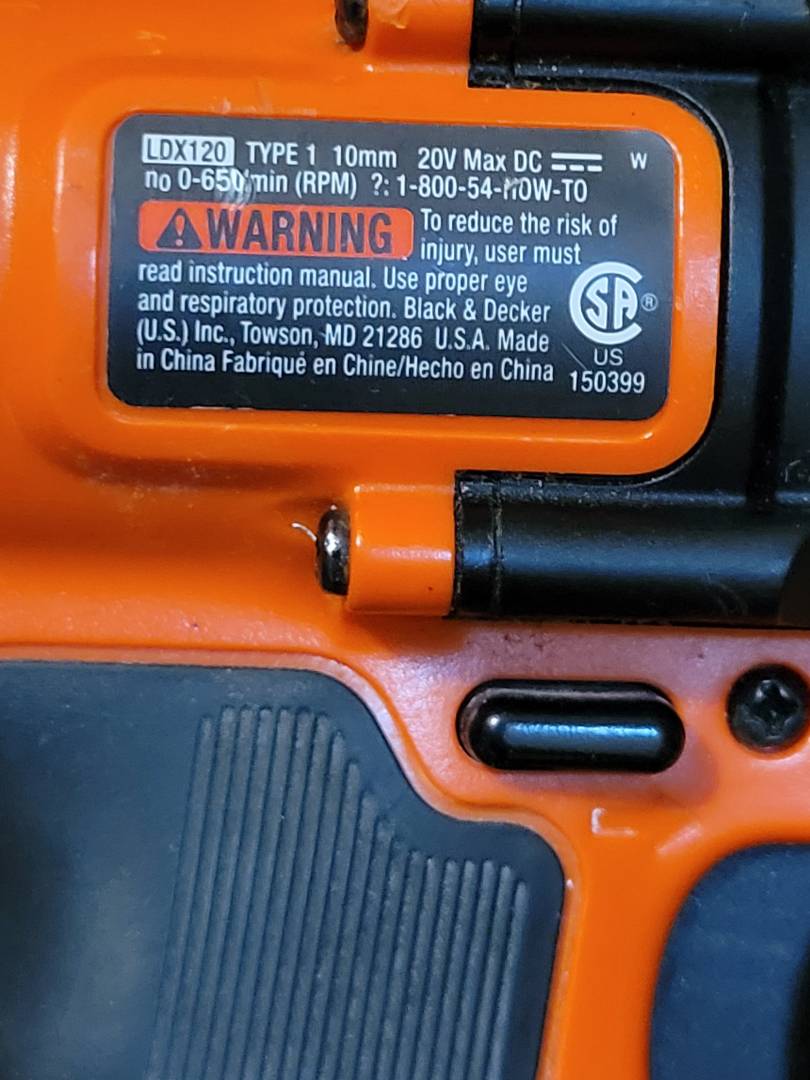 LDX120 TYPE 1 10mm 20V Max DC W
no 0-650/min (RPM) ?: 1-800-54-HOW-TO
WARNING To reduce the risk of
injury, user must
read instruction manual. Use proper eye
and respiratory protection. Black & Decker
(U.S.) Inc., Towson, MD 21286 U.S.A. Made
in China Fabriqué en Chine/Hecho en China
SA ®
US
150399